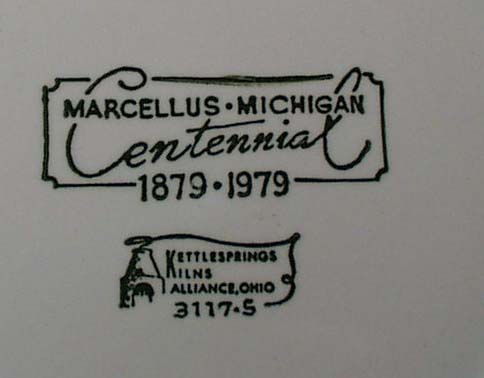 MARCELLUS • MICHIGAN
Centennial
1879 • 1979
KETTLESPRINGS
KILNS
ALLIANCE, OHIO
3117-S